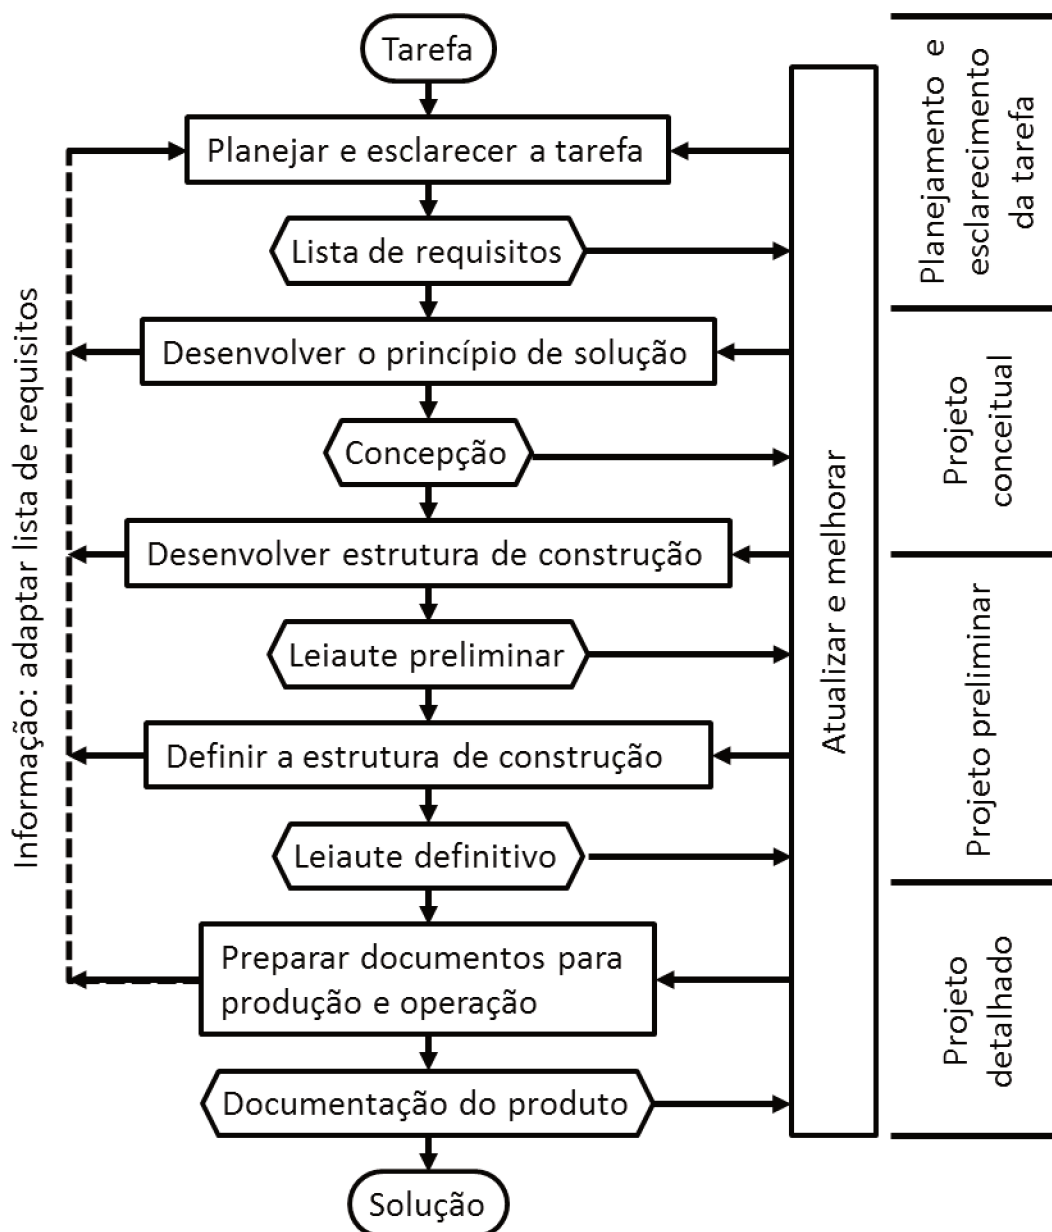 Tarefa
Planejar e esclarecer a tarefa
Lista de requisitos
Desenvolver o princípio de solução
Concepção
Desenvolver estrutura de construção
Leiaute preliminar
Definir a estrutura de construção
Leiaute definitivo
Preparar documentos para
produção e operação
Documentação do produto
Solução
Informação: adaptar lista de requisitos
Atualizar e melhorar
Planejamento e
esclarecimento
da tarefa
Projeto
conceitual
Projeto preliminar
Projeto
detalhado